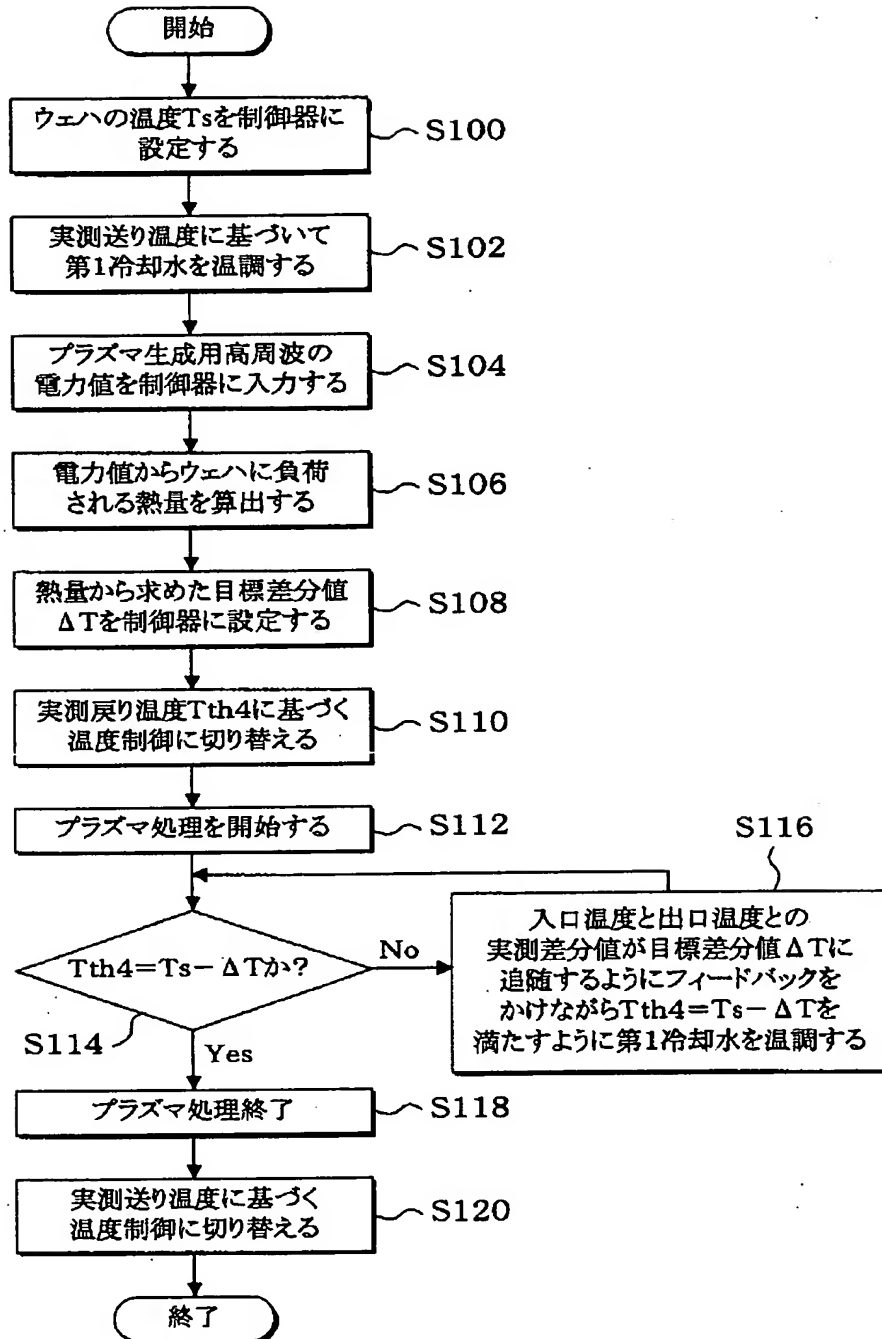 開始
ウェハの温度Tsを制御器に
設定する
S100
実測送り温度に基づいて
第1冷却水を温調する
S102
プラズマ生成用高周波の
電力値を制御器に入力する
S104
電力値からウェハに負荷
される熱量を算出する
S106
熱量から求めた目標差分値
ΔTを制御器に設定する
S108
実測戻り温度Tth4に基づく
温度制御に切り替える
S110
プラズマ処理を開始する
S112
Tth4=Ts-ΔTか?
S114
No
Yes
S116
入口温度と出口温度との
実測差分値が目標差分値ΔTに
追随するようにフィードバックを
かけながらTth4=Ts-ΔTを
満たすように第1冷却水を温調する
プラズマ処理終了
S118
実測送り温度に基づく
温度制御に切り替える
S120
終了